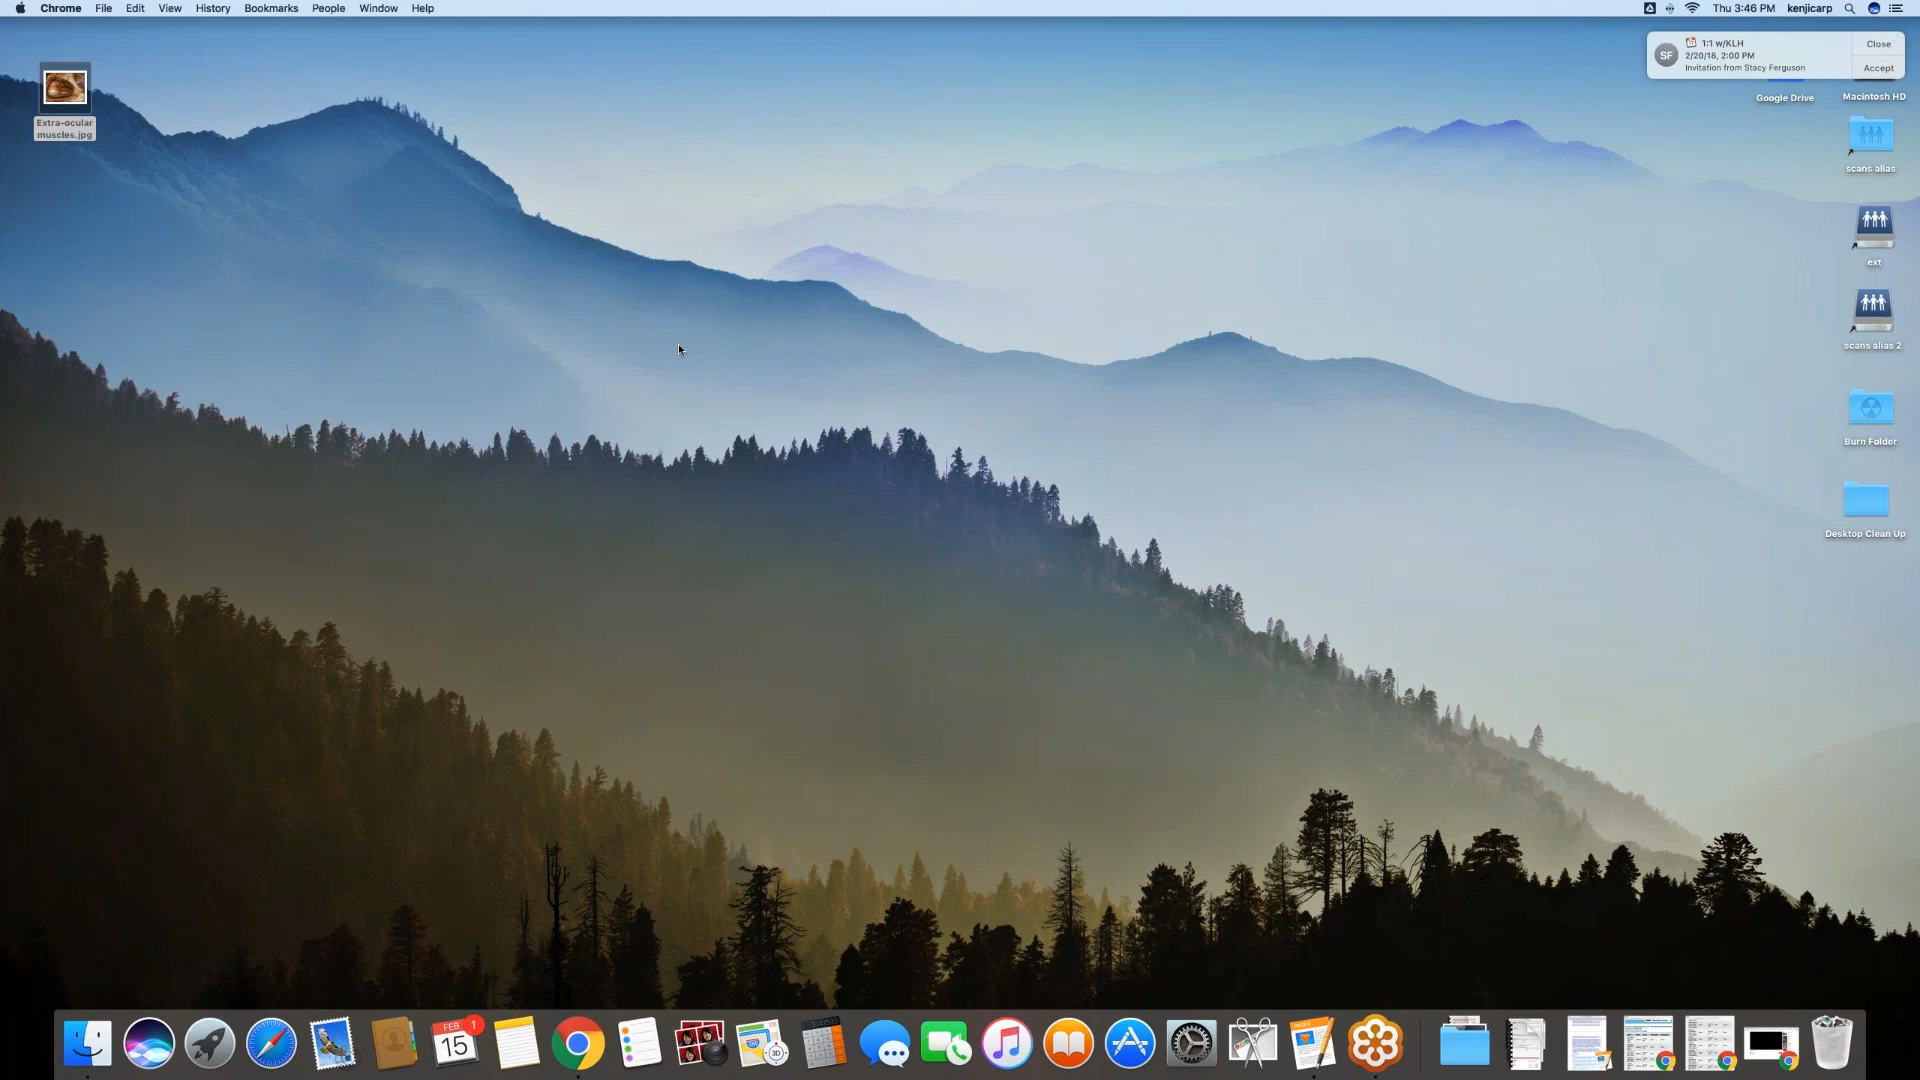 Chrome File Edit View History Bookmarks People Window Help
Thu 3:46 PM kenjicarp
Extra-ocular
muscles.jpg
SF
1:1 w/KLH
2/20/18, 2:00 PM
Invitation from Stacy Ferguson
Close
Accept
Google Drive
Macintosh HD
scans alias
ext
scans alias 2
Burn Folder
Desktop Clean Up
FEB
15
1
3D
PAGES